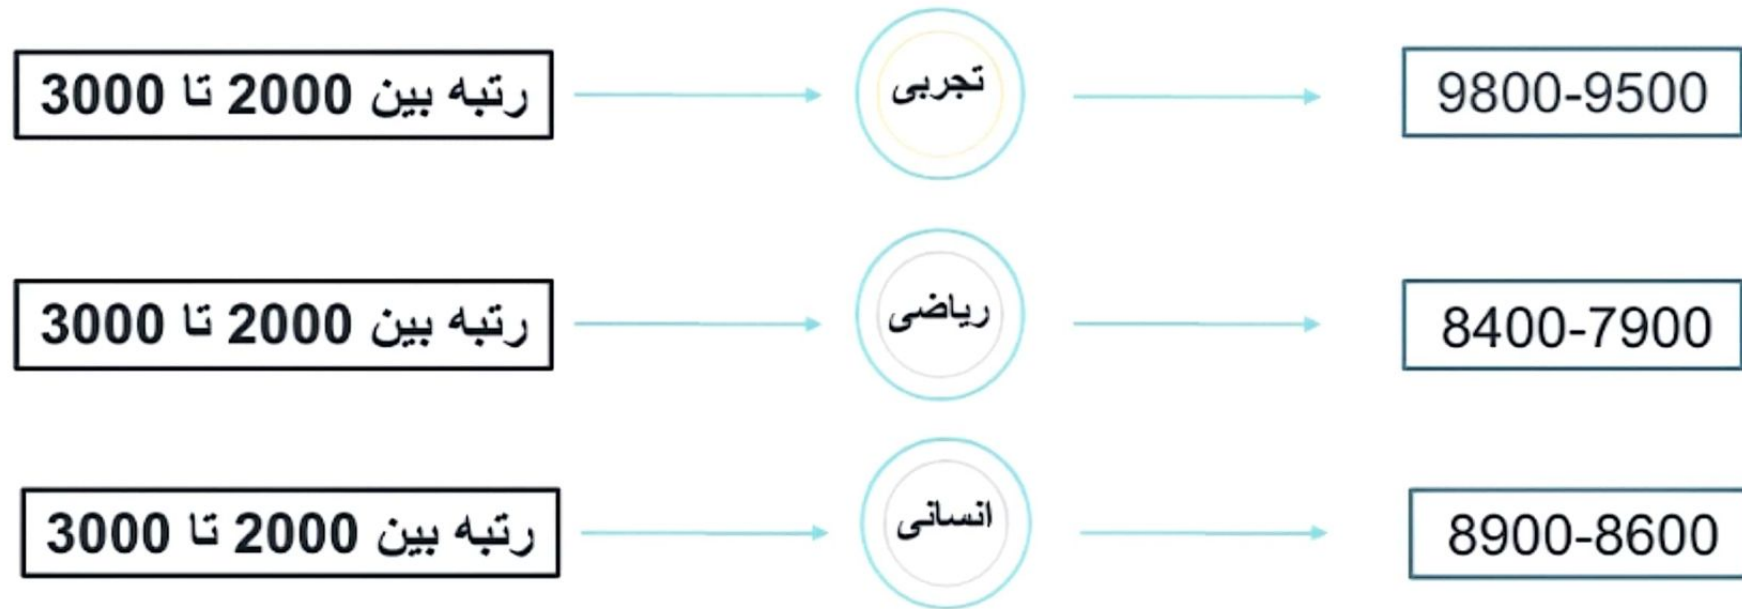 رتبه بین 2000 تا 3000
تجربی
9800-9500
رتبه بین 2000 تا 3000
ریاضی
8400-7900
رتبه بین 2000 تا 3000
انسانی
8900-8600